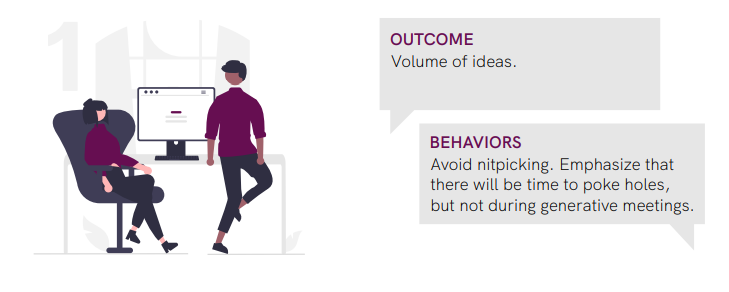 1
OUTCOME
Volume of ideas.
BEHAVIORS
Avoid nitpicking. Emphasize that
there will be time to poke holes,
but not during generative meetings.